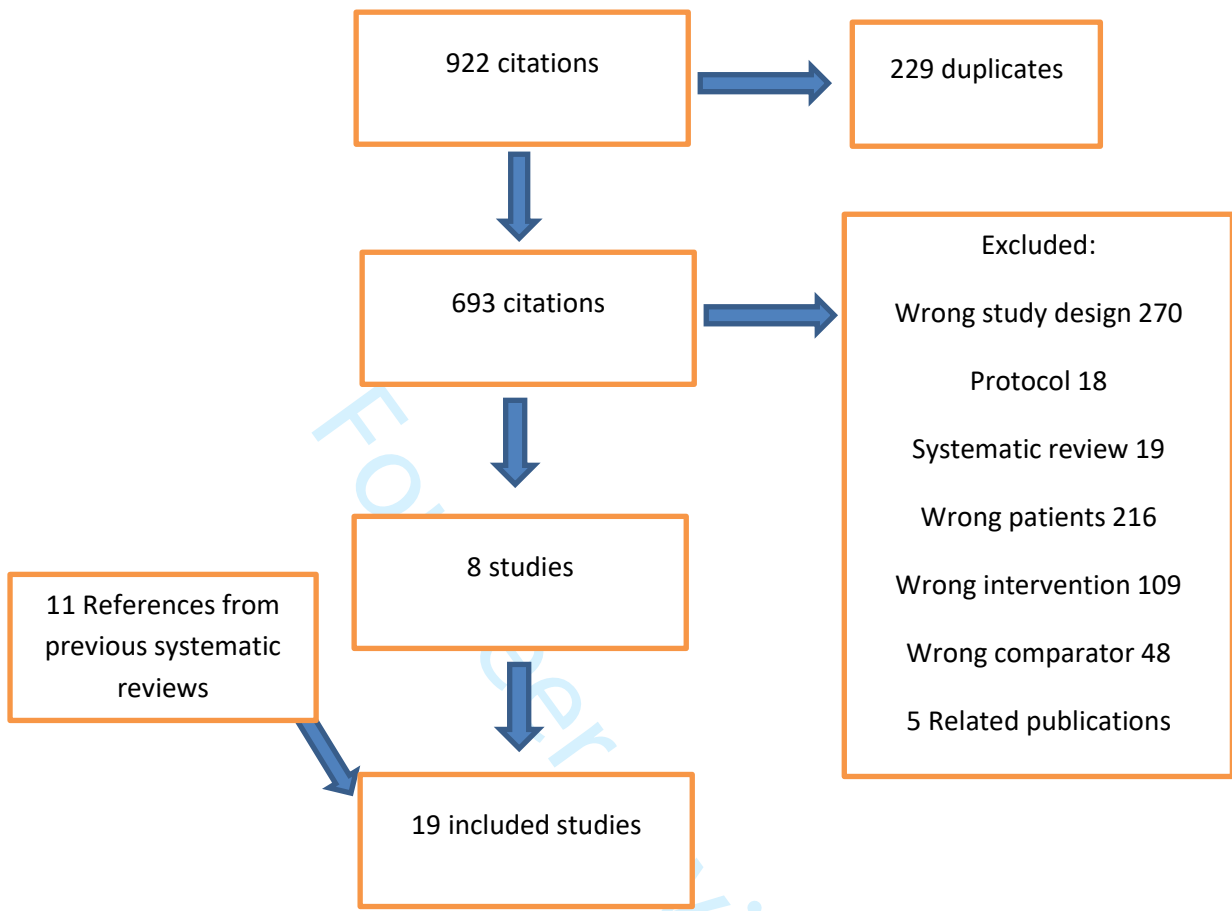 922 citations
229 duplicates
693 citations
Excluded:
Wrong study design 270
Protocol 18
Systematic review 19
Wrong patients 216
Wrong intervention 109
Wrong comparator 48
5 Related publications
8 studies
11 References from
previous systematic
reviews
19 included studies